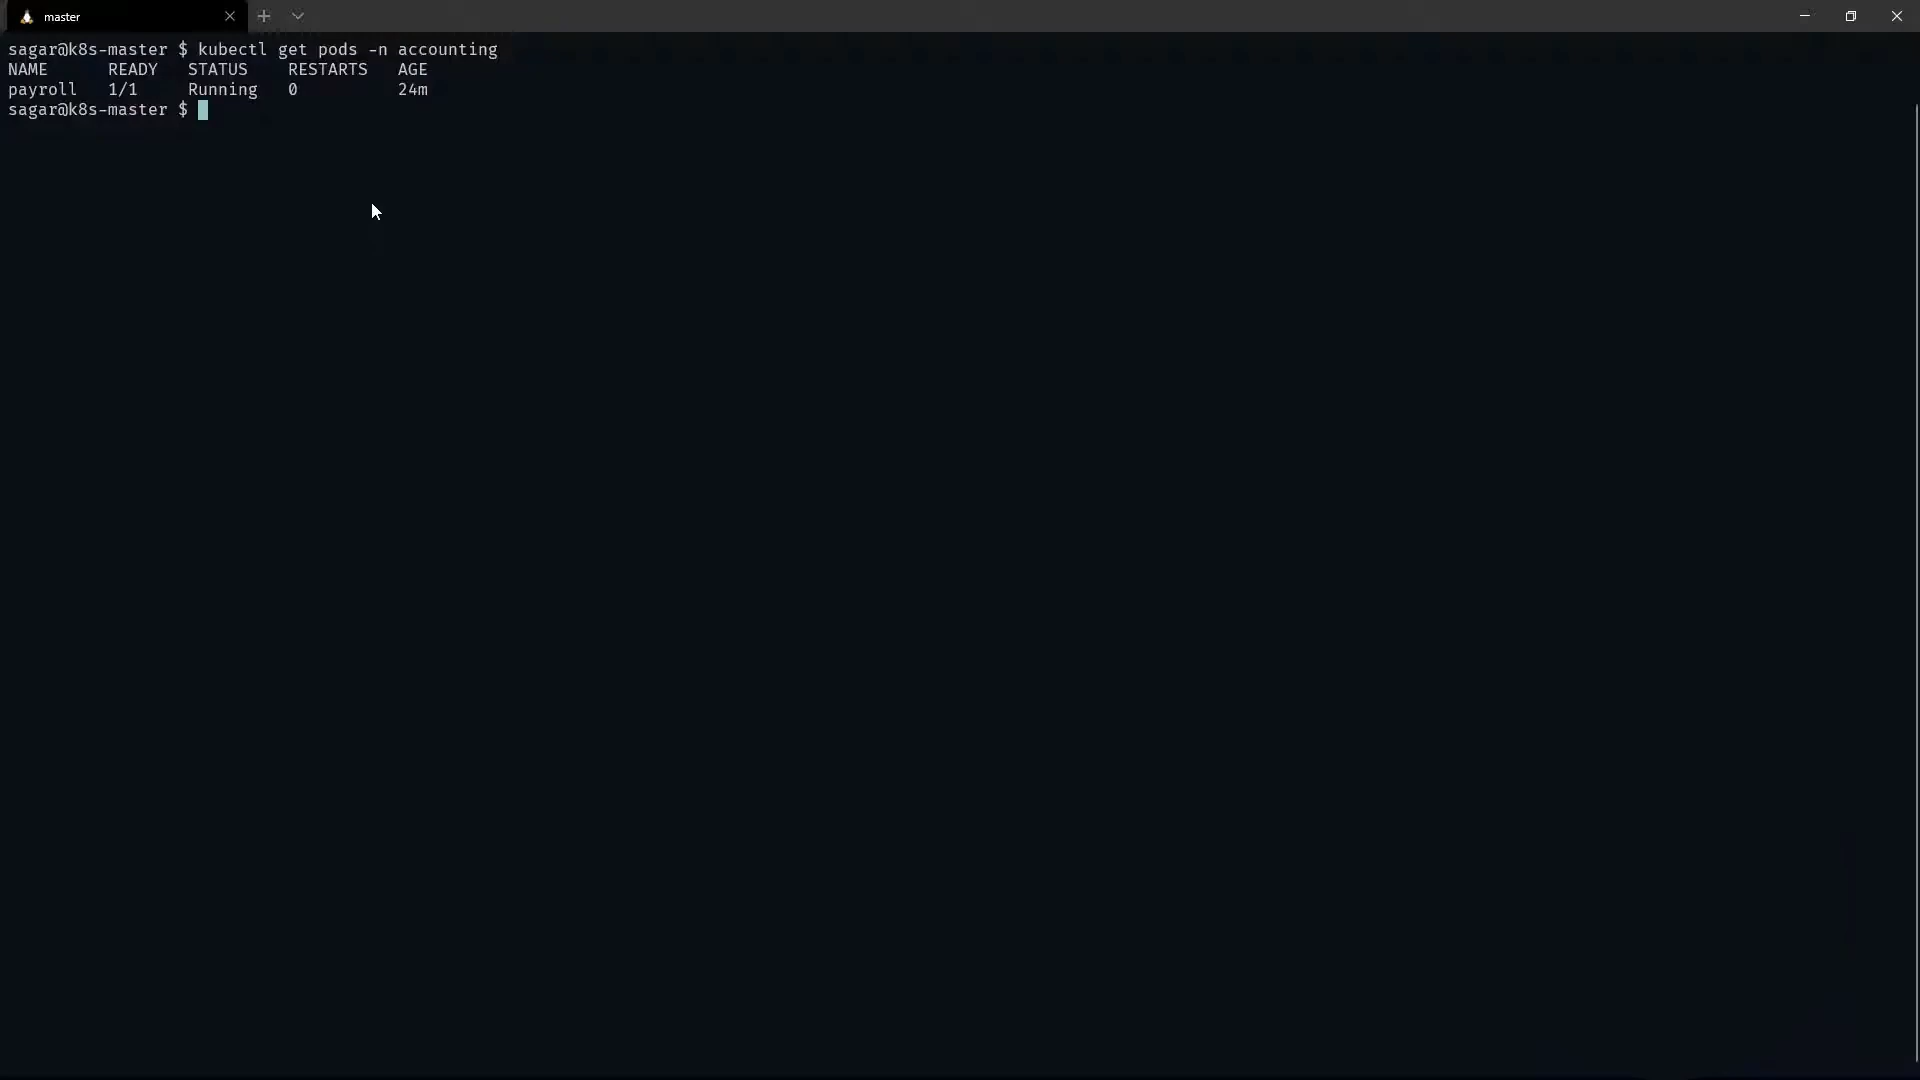 master
sagar@k8s-master $ kubectl get pods -n accounting
NAME      READY   STATUS    RESTARTS   AGE
payroll   1/1     Running   0          24m
sagar@k8s-master $